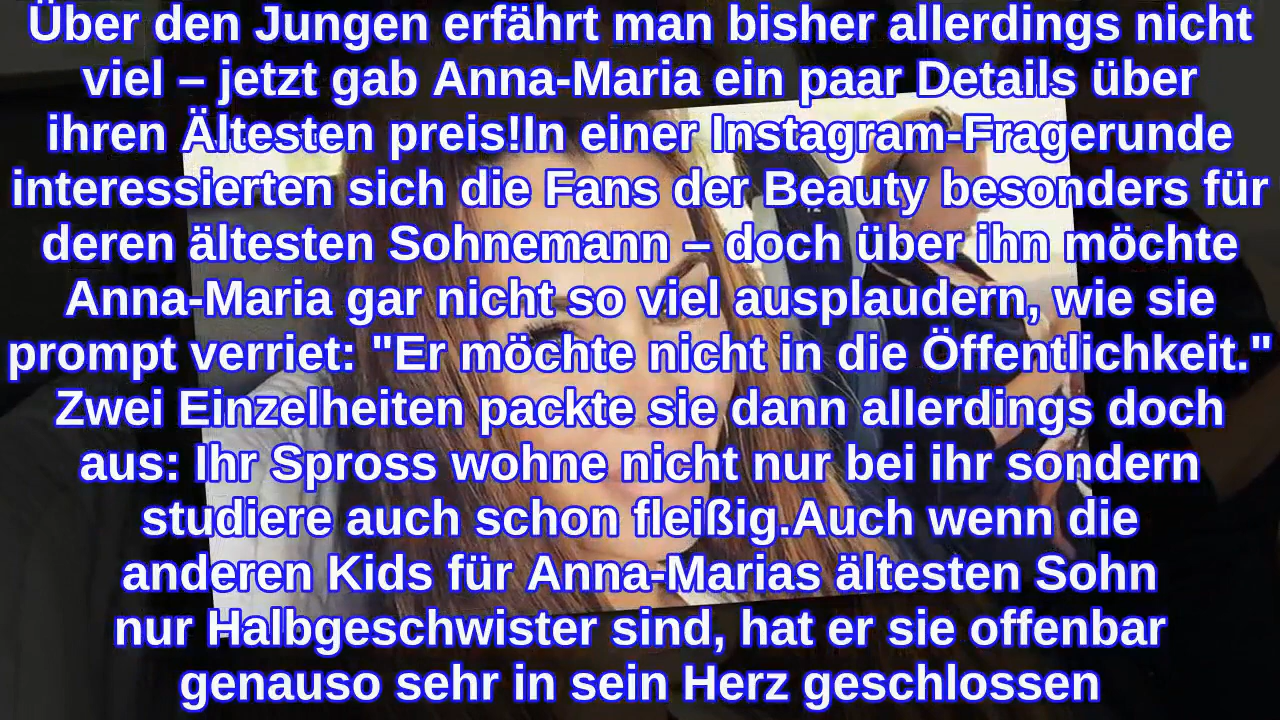 Über den Jungen erfährt man bisher allerdings nicht
viel – jetzt gab Anna-Maria ein paar Details über
ihren Ältesten preis!In einer Instagram-Fragerunde
interessierten sich die Fans der Beauty besonders für
deren ältesten Sohnemann – doch über ihn möchte
Anna-Maria gar nicht so viel ausplaudern, wie sie
prompt verriet: "Er möchte nicht in die Öffentlichkeit."
Zwei Einzelheiten packte sie dann allerdings doch
aus: Ihr Spross wohne nicht nur bei ihr sondern
studiere auch schon fleißig.Auch wenn die
anderen Kids für Anna-Marias ältesten Sohn
nur Halbgeschwister sind, hat er sie offenbar
genauso sehr in sein Herz geschlossen